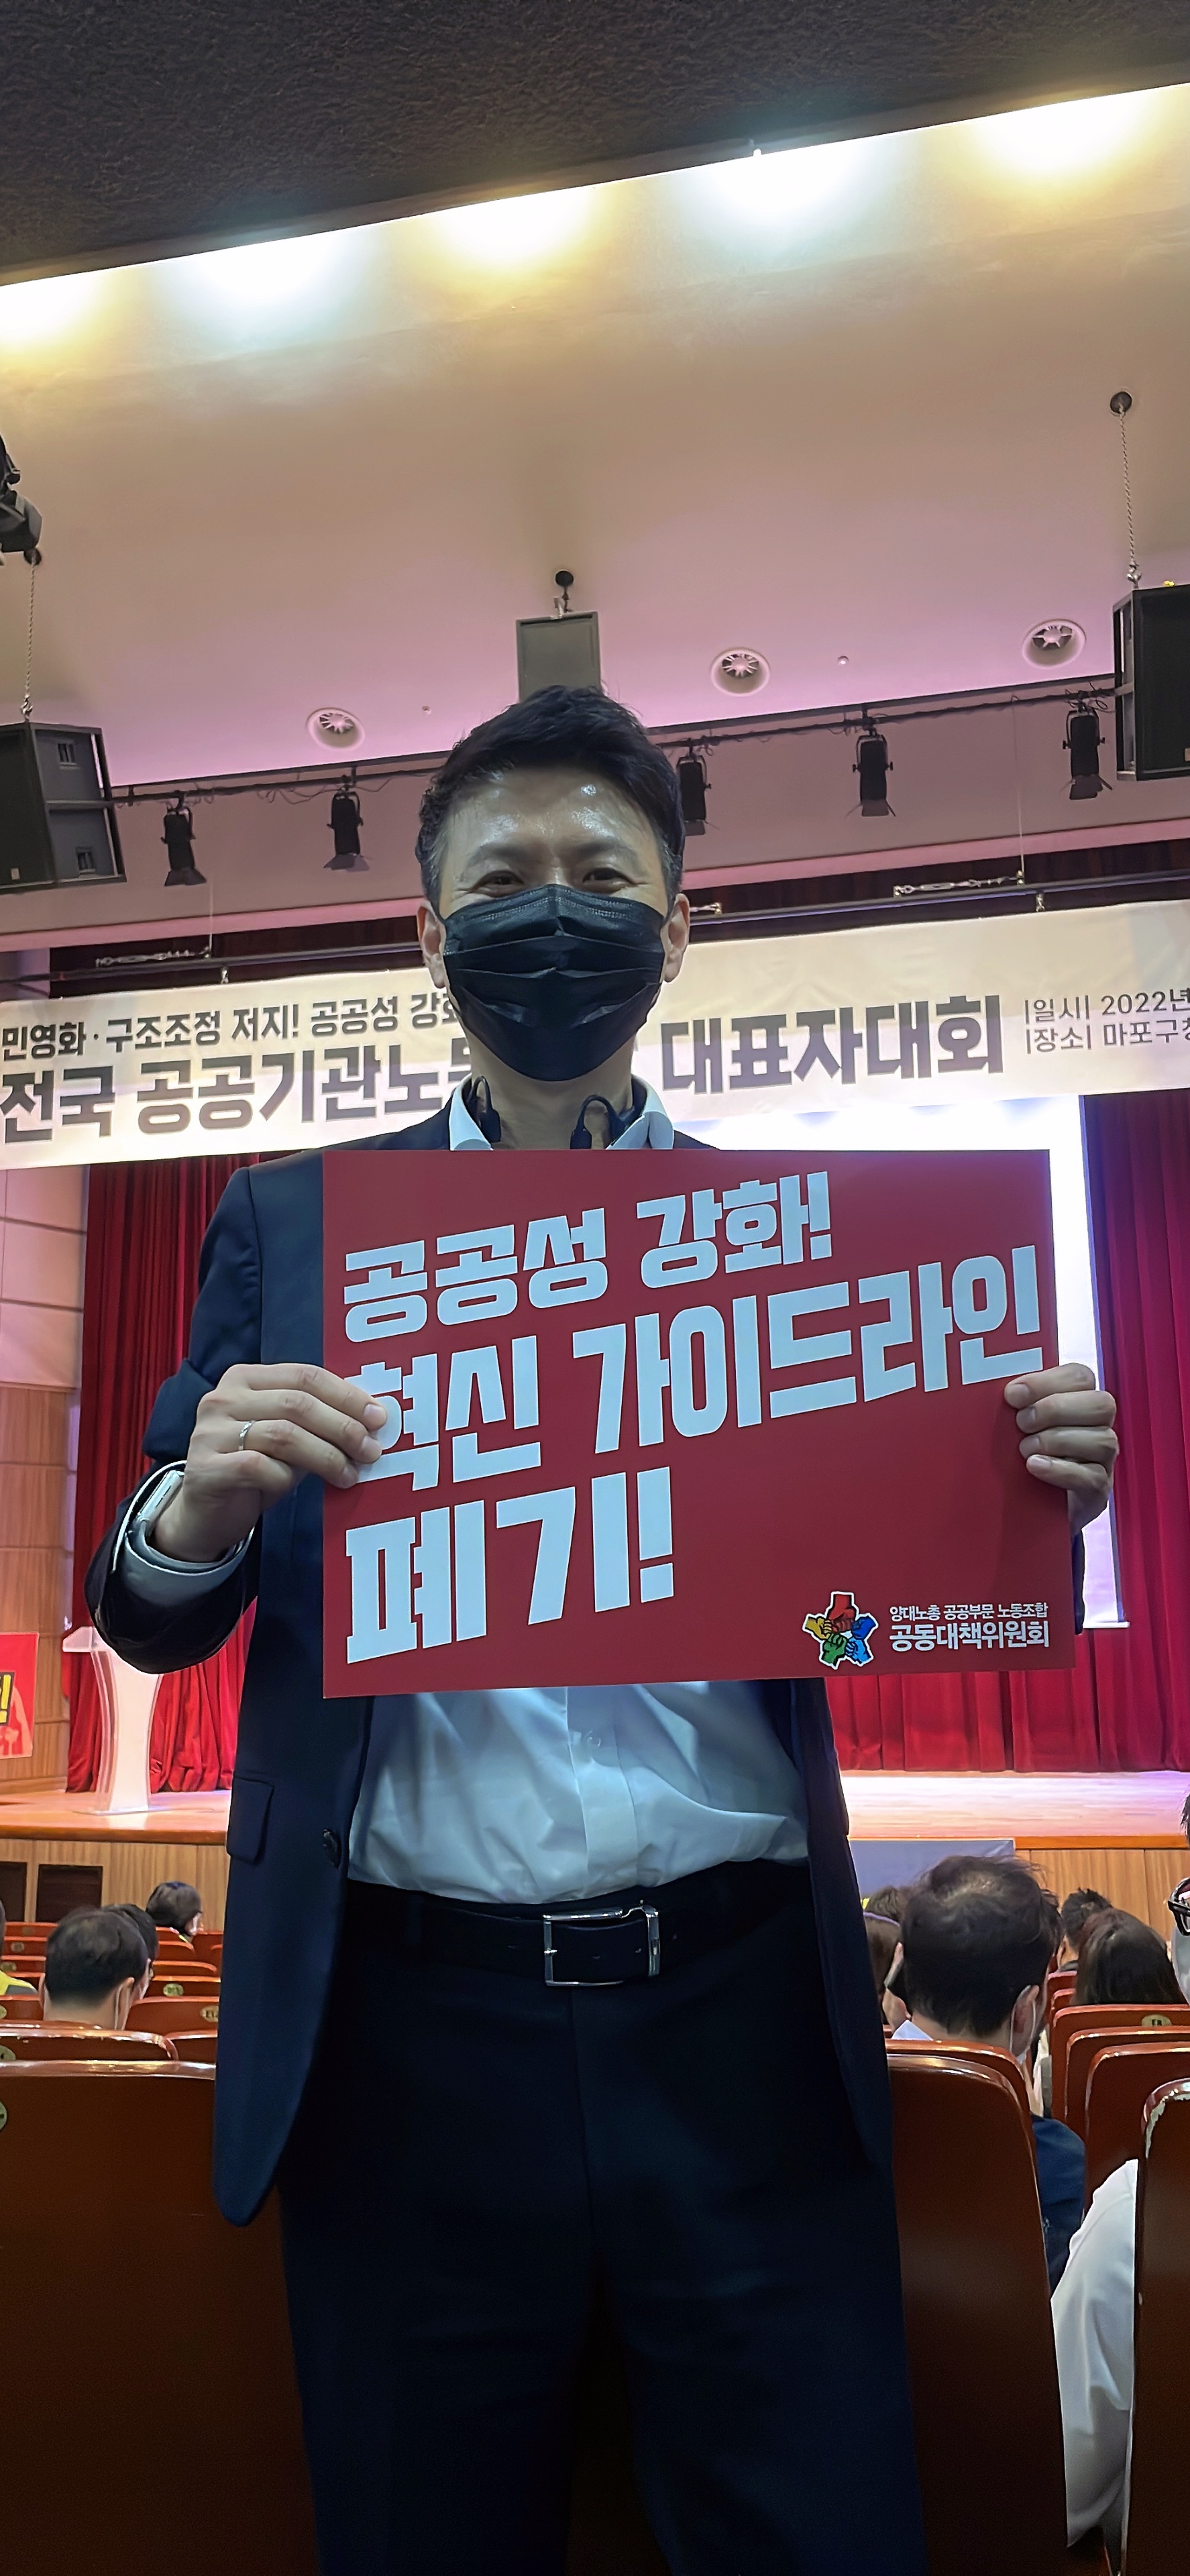 민영화·구조조정 저지! 공공성
전국 공공기관노
대표자대회
|일시| 2022년
|장소| 마포구
공공성 강화!
혁신 가이드라인
폐기!
양대노총 공공부문 노동조합
공동대책위원회